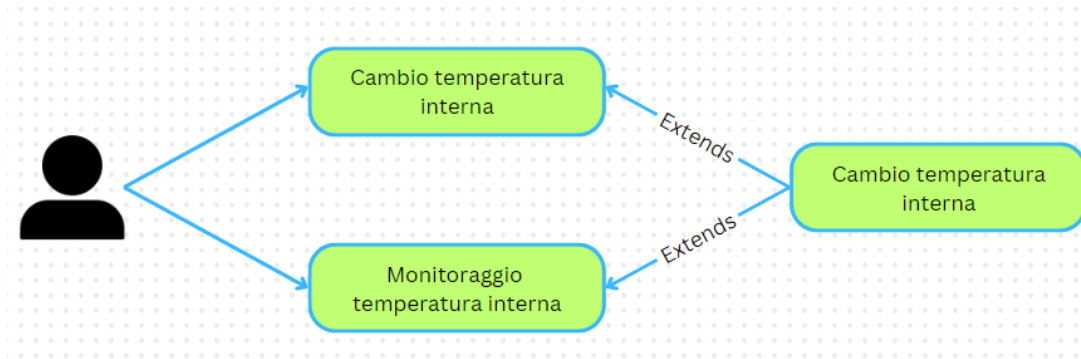 Cambio temperatura
interna
Extends
Cambio temperatura
interna
Extends
Monitoraggio
temperatura interna